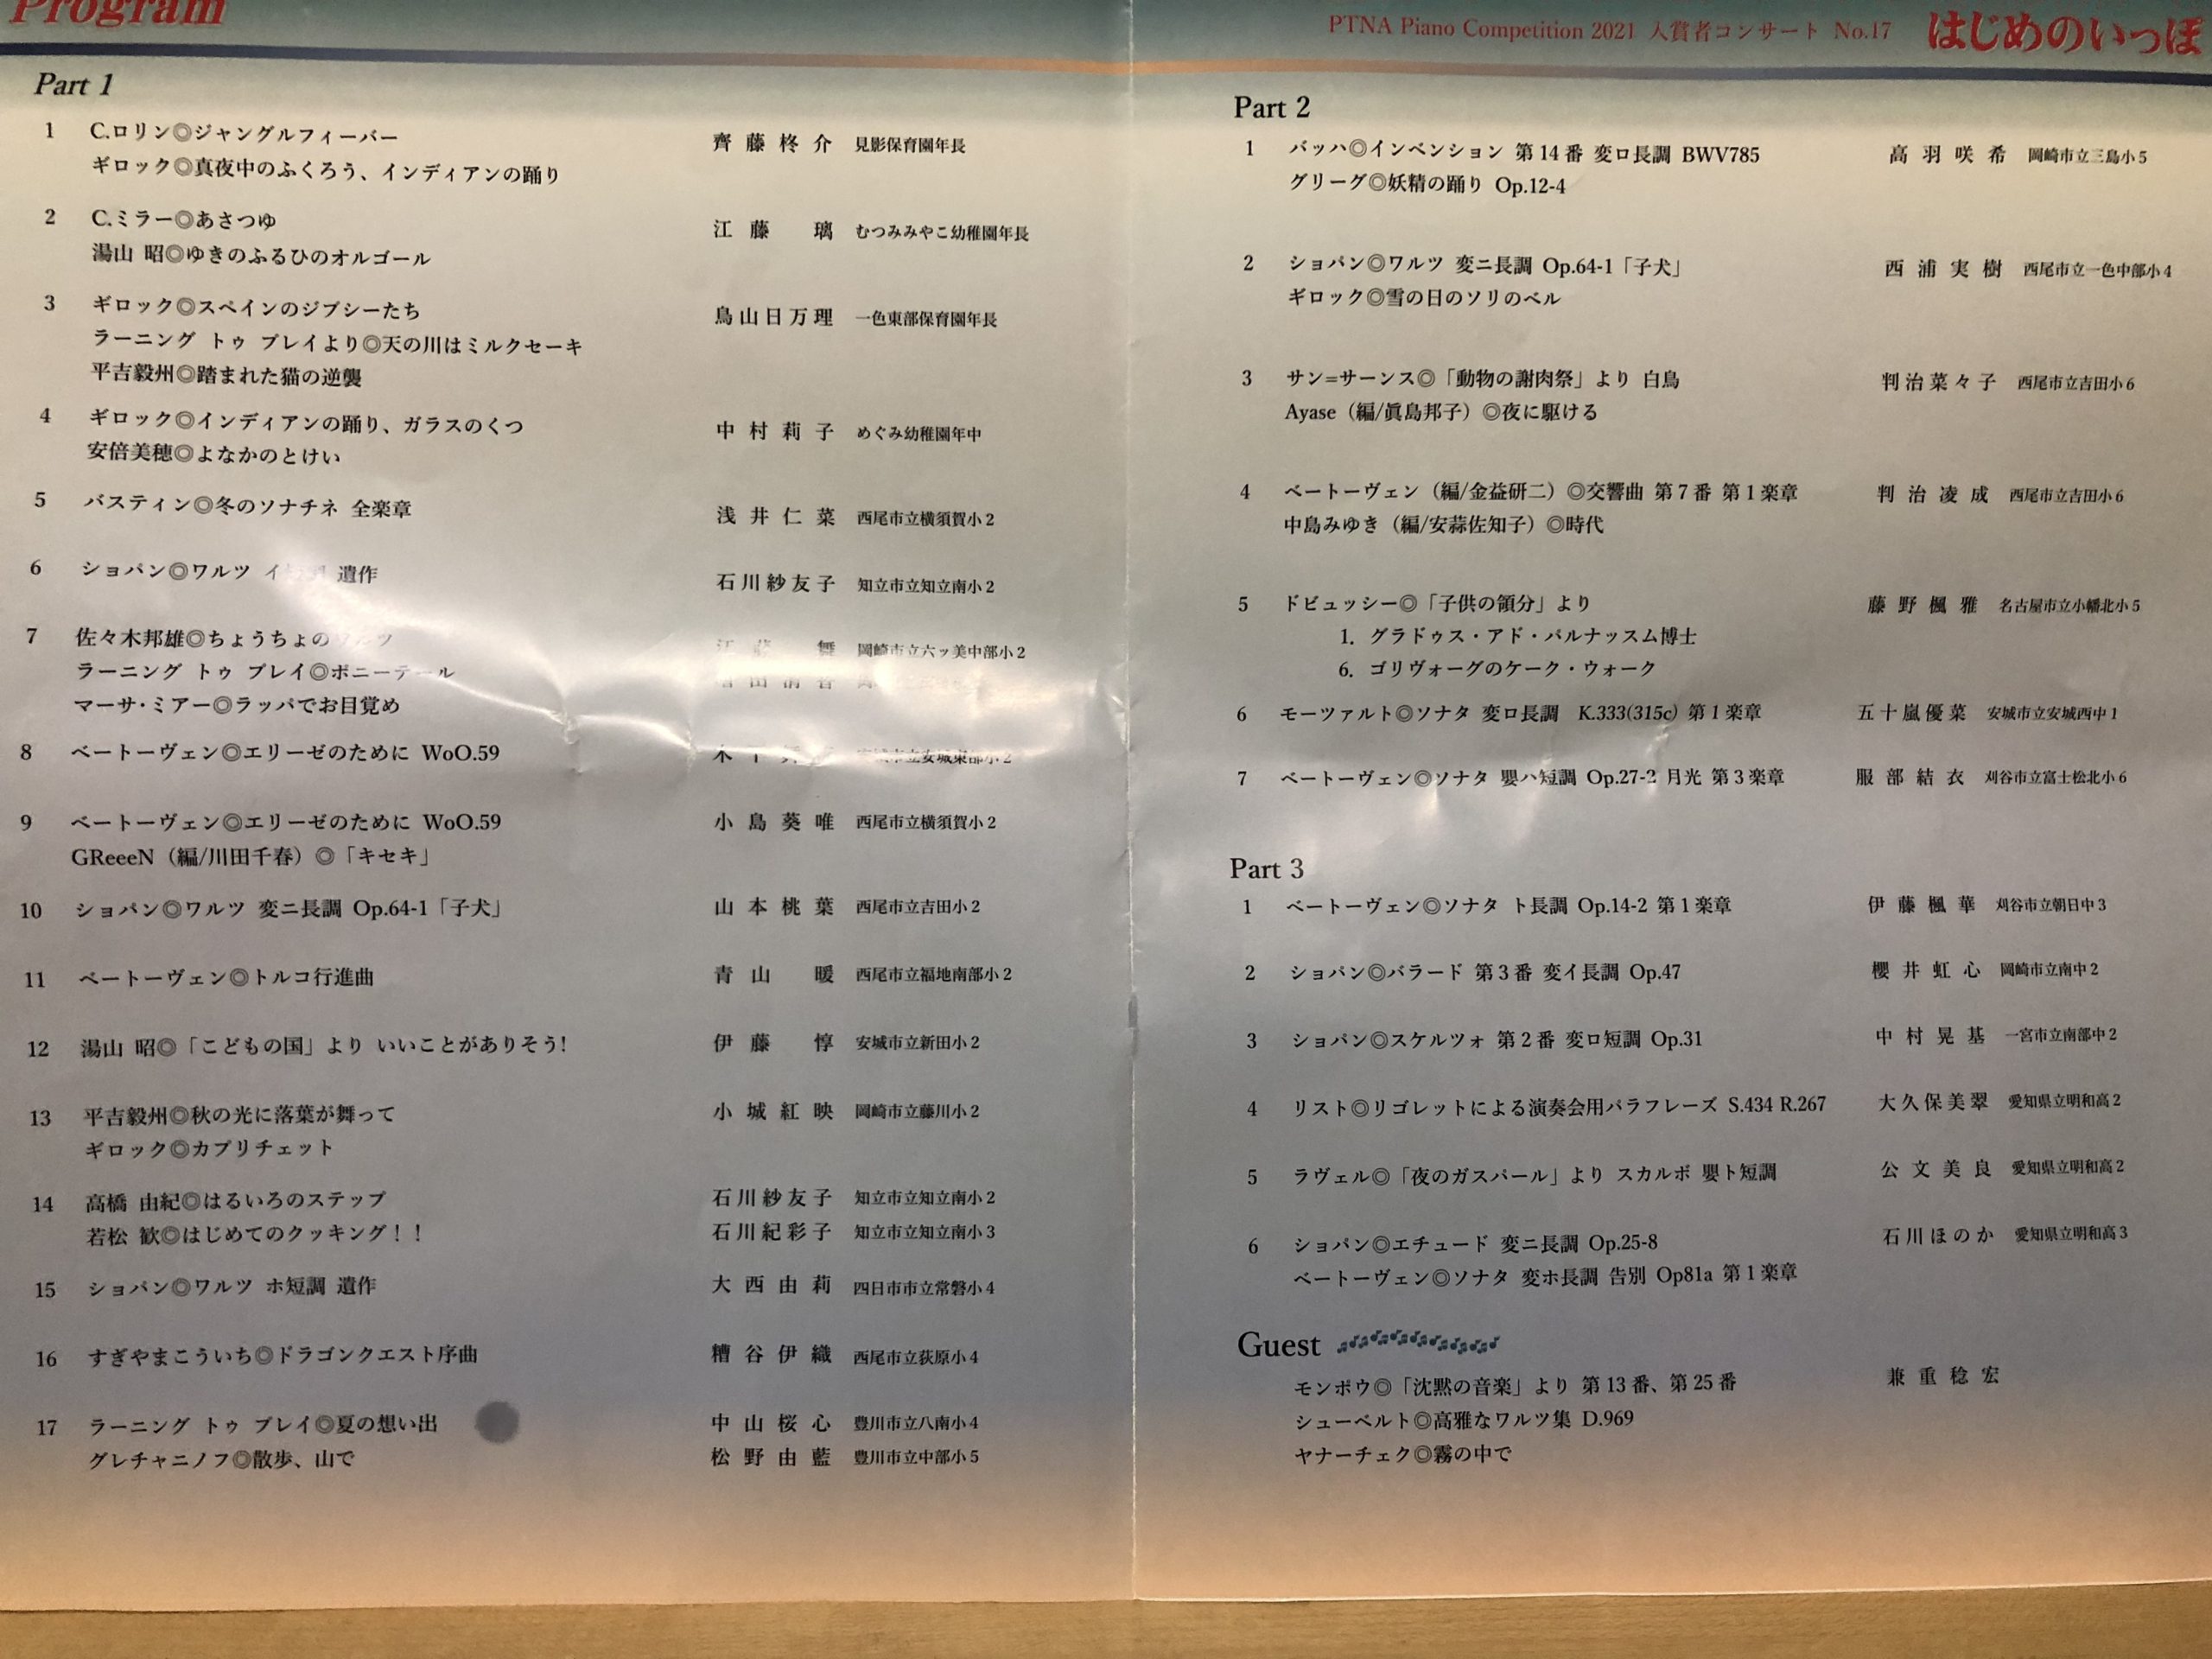 Program
PTNA Piano Competition 2021 入賞者コンサート No.17 はじめのいっぽ
Part 1
1 C.ロリン◎ジャングルフィーバー 齊藤柊介 見影保育園年長
ギロック◎真夜中のふくろう、インディアンの踊り
2 C.ミラー◎あさつゆ 江藤 璃 むつみみやこ幼稚園年長
湯山 昭◎ゆきのふるひのオルゴール
3 ギロック◎スペインのジプシーたち 鳥山日万理 一色東部保育園年長
ラーニング トゥ プレイより◎天の川はミルクセーキ
平吉毅州◎踏まれた猫の逆襲
4 ギロック◎インディアンの踊り、ガラスのくつ 中村莉子 めぐみ幼稚園年中
安倍美穂◎よなかのとけい
5 バスティン◎冬のソナチネ 全楽章 浅井仁菜 西尾市立横須賀小2
6 ショパン◎ワルツ イ 遺作 石川紗友子 知立市立知立南小2
7 佐々木邦雄◎ちょうちょのワルツ 江藤 舞 岡崎市立六ッ美中部小2
ラーニング トゥ プレイ◎ポニーテール
マーサ・ミアー◎ラッパでお目覚め
8 ベートーヴェン◎エリーゼのために WoO.59 安城市立安城東部小2
9 ベートーヴェン◎エリーゼのために WoO.59 小島葵唯 西尾市立横須賀小2
GReeeN（編/川田千春）◎「キセキ」
10 ショパン◎ワルツ 変ニ長調 Op.64-1「子犬」 山本桃葉 西尾市立吉田小2
11 ベートーヴェン◎トルコ行進曲 青山 暖 西尾市立福地南部小2
12 湯山 昭◎「こどもの国」より いいことがありそう! 伊藤 惇 安城市立新田小2
13 平吉毅州◎秋の光に落葉が舞って 小城紅映 岡崎市立藤川小2
ギロック◎カプリチェット
14 高橋 由紀◎はるいろのステップ 石川紗友子 知立市立知立南小2
若松 歓◎はじめてのクッキング！！ 石川紀彩子 知立市立知立南小3
15 ショパン◎ワルツ ホ短調 遺作 大西由莉 四日市市立常磐小4
16 すぎやまこういち◎ドラゴンクエスト序曲 糟谷伊織 西尾市立荻原小4
17 ラーニング トゥ プレイ◎夏の想い出 中山桜心 豊川市立八南小4
グレチャニノフ◎散歩、山で 松野由藍 豊川市立中部小5
Part 2
1 バッハ◎インベンション 第14番 変ロ長調 BWV785 高羽咲希 岡崎市立三島小5
グリーグ◎妖精の踊り Op.12-4
2 ショパン◎ワルツ 変ニ長調 Op.64-1「子犬」 西浦実樹 西尾市立一色中部小4
ギロック◎雪の日のソリのベル
3 サン=サーンス◎「動物の謝肉祭」より 白鳥 判治菜々子 西尾市立吉田小6
Ayase（編/眞島邦子）◎夜に駆ける
4 ベートーヴェン（編/金益研二）◎交響曲 第7番 第1楽章 判治凌成 西尾市立吉田小6
中島みゆき（編/安蒜佐知子）◎時代
5 ドビュッシー◎「子供の領分」より 藤野楓雅 名古屋市立小幡北小5
1. グラドゥス・アド・パルナッスム博士
6. ゴリヴォーグのケーク・ウォーク
6 モーツァルト◎ソナタ 変ロ長調 K.333(315c) 第1楽章 五十嵐優菜 安城市立安城西中1
7 ベートーヴェン◎ソナタ 嬰ハ短調 Op.27-2 月光 第3楽章 服部結衣 刈谷市立富士松北小6
Part 3
1 ベートーヴェン◎ソナタ ト長調 Op.14-2 第1楽章 伊藤楓華 刈谷市立朝日中3
2 ショパン◎バラード 第3番 変イ長調 Op.47 櫻井虹心 岡崎市立南中2
3 ショパン◎スケルツォ 第2番 変ロ短調 Op.31 中村晃基 一宮市立南部中2
4 リスト◎リゴレットによる演奏会用パラフレーズ S.434 R.267 大久保美翠 愛知県立明和高2
5 ラヴェル◎「夜のガスパール」より スカルボ 嬰ト短調 公文美良 愛知県立明和高2
6 ショパン◎エチュード 変ニ長調 Op.25-8 石川ほのか 愛知県立明和高3
ベートーヴェン◎ソナタ 変ホ長調 告別 Op81a 第1楽章
Guest
モンポウ◎「沈黙の音楽」より 第13番、第25番 兼重稔宏
シューベルト◎高雅なワルツ集 D.969
ヤナーチェク◎霧の中で